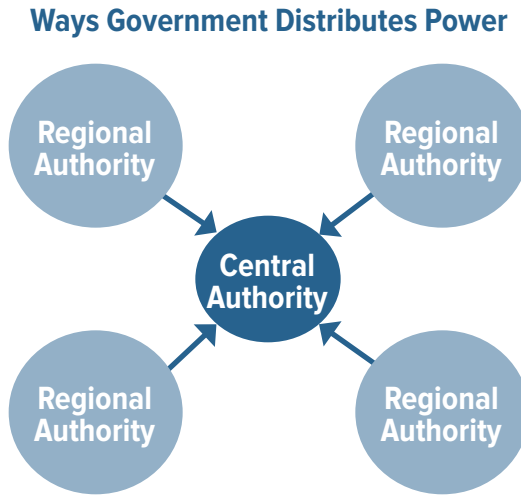 Ways Government Distributes Power
Regional
Authority
Regional
Authority
Central
Authority
Regional
Authority
Regional
Authority